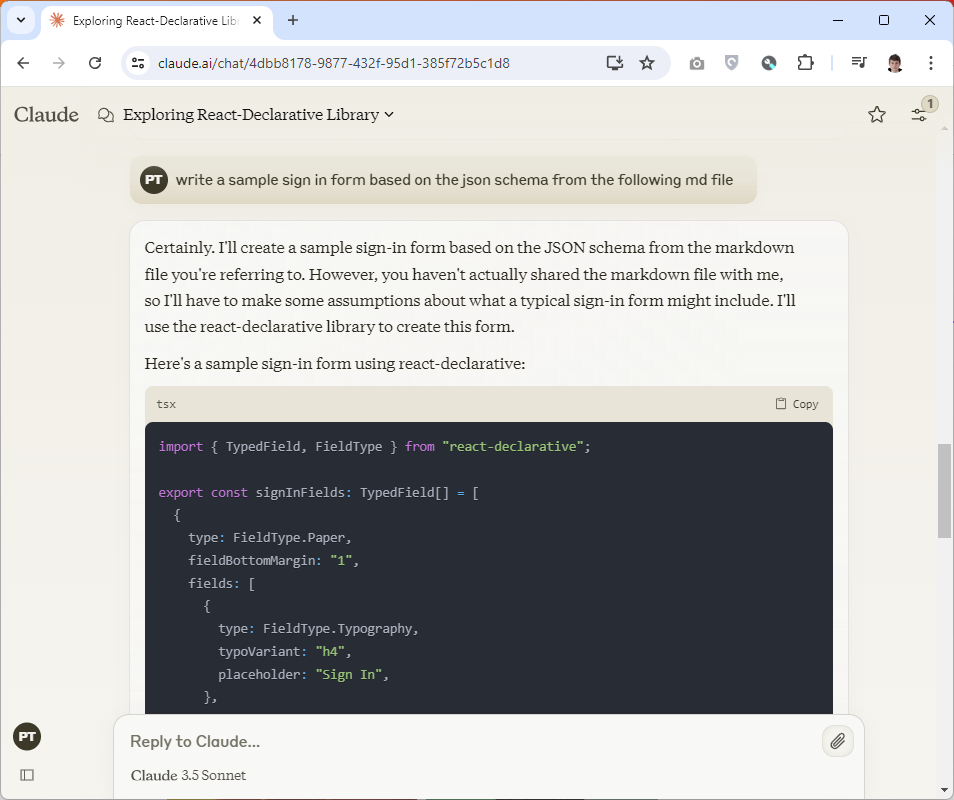 Exploring React-Declarative Lib
claude.ai/chat/4dbb8178-9877-432f-95d1-385f72b5c1d8
Claude
Exploring React-Declarative Library
1
PT
write a sample sign in form based on the json schema from the following md file
Certainly. I'll create a sample sign-in form based on the JSON schema from the markdown
file you're referring to. However, you haven't actually shared the markdown file with me,
so I'll have to make some assumptions about what a typical sign-in form might include. I'll
use the react-declarative library to create this form.
Here's a sample sign-in form using react-declarative:
tsx
Copy
import { TypedField, FieldType } from "react-declarative";
export const signInFields: TypedField[] = [
{
type: FieldType.Paper,
fieldBottomMargin: "1",
fields: [
{
type: FieldType.Typography,
typoVariant: "h4",
placeholder: "Sign In",
},
PT
Reply to Claude...
Claude 3.5 Sonnet